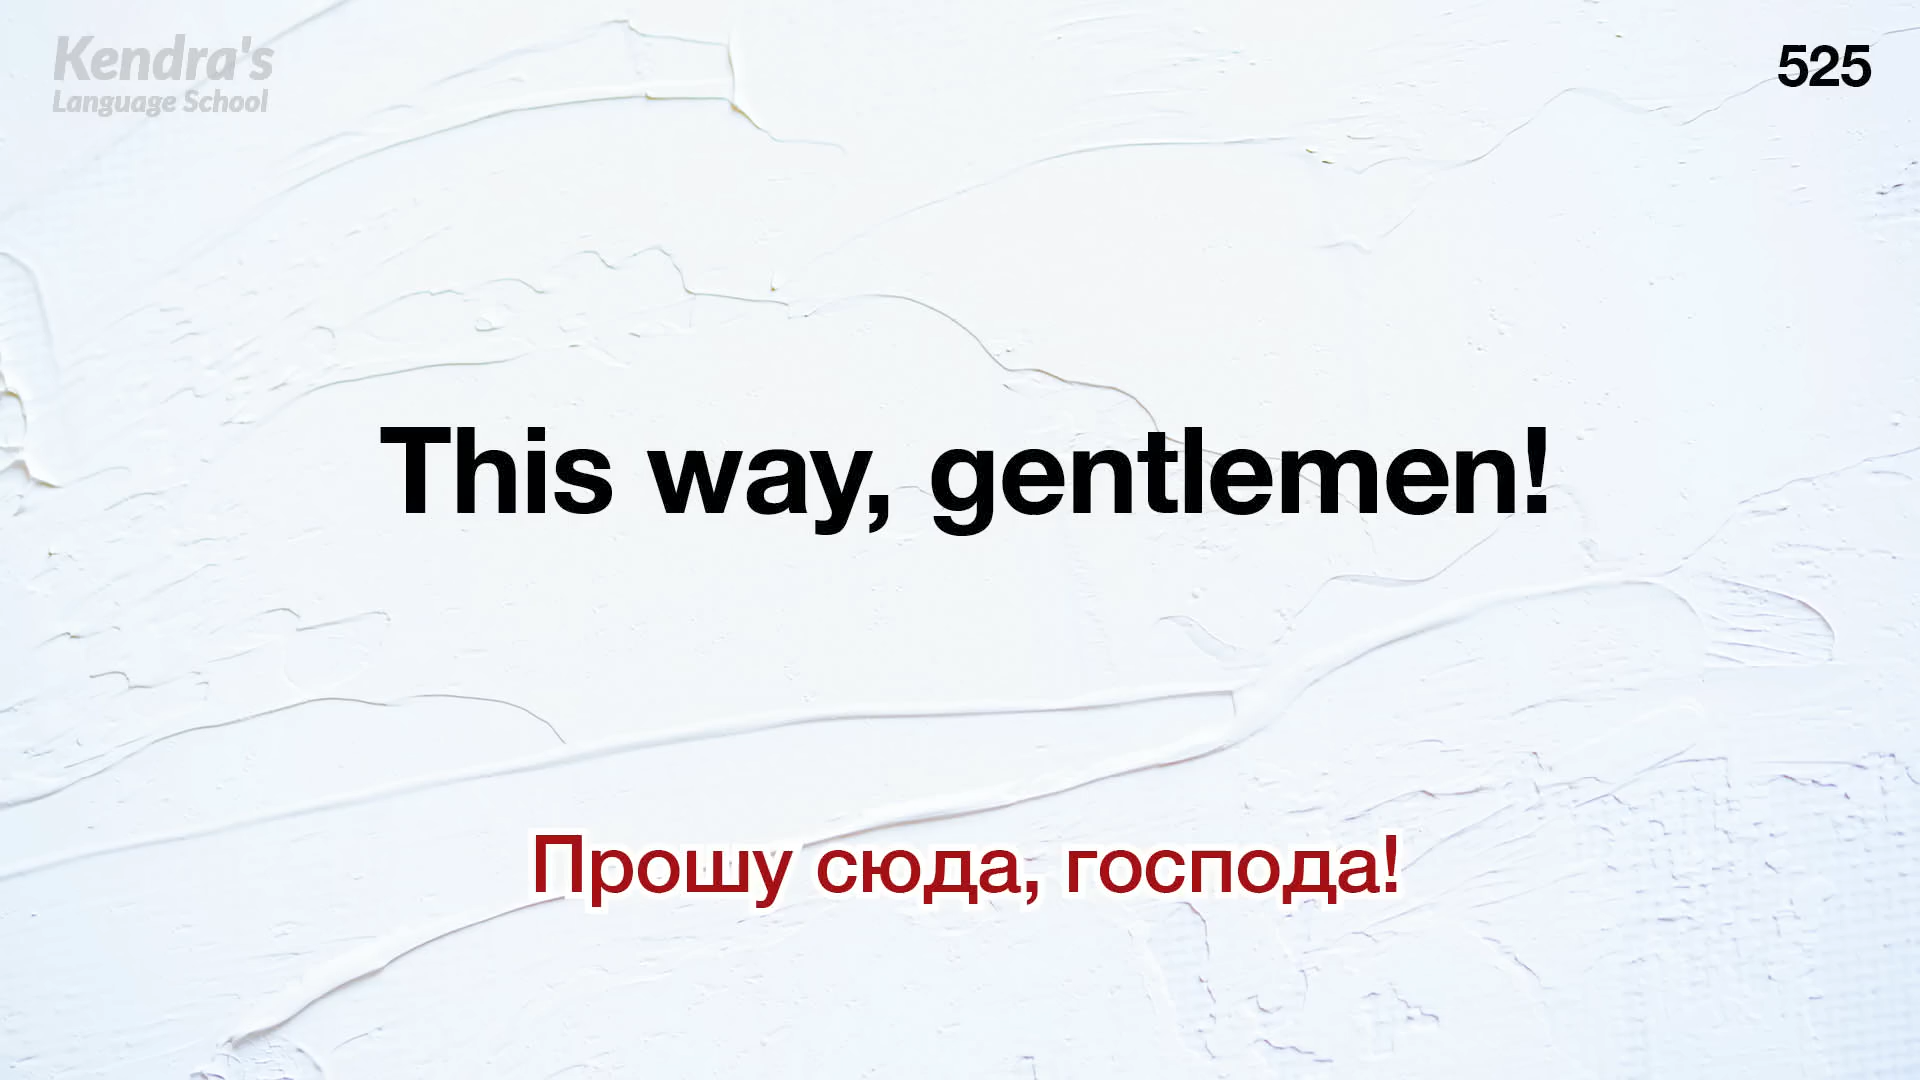 Kendra's
Language School
525
This way, gentlemen!
Прошу сюда, господа!